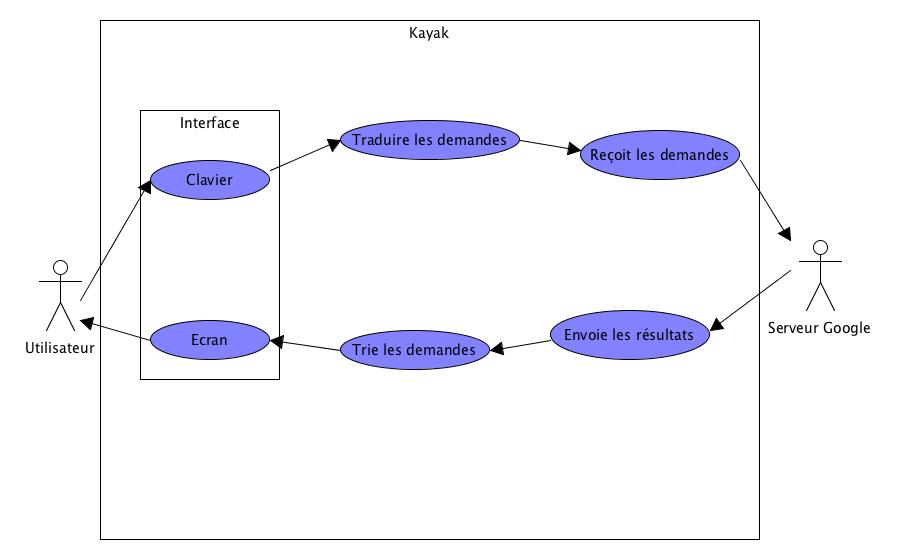 Kayak
Interface
Traduire les demandes
Reçoit les demandes
Clavier
Serveur Google
Utilisateur
Ecran
Trie les demandes
Envoie les résultats